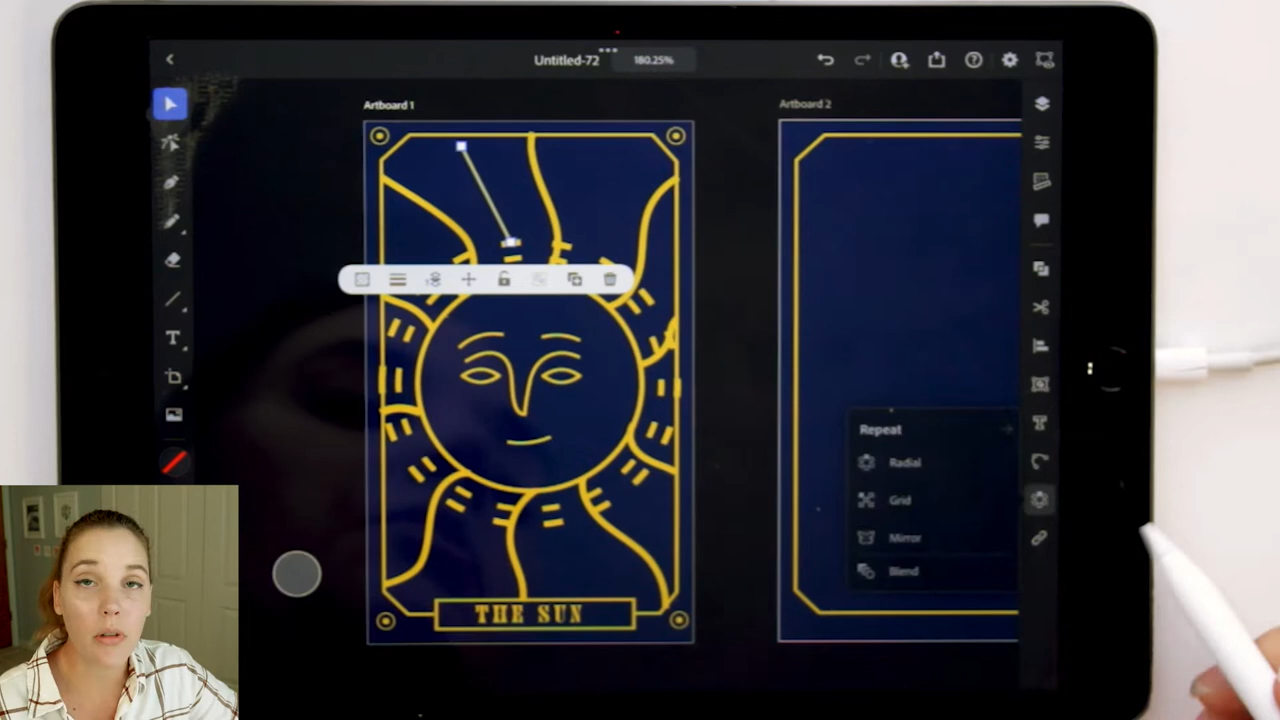 Untitled-72
180.25%
Artboard 1
Artboard 2
T
Repeat
Radial
Grid
Mirror
Blend
THE SUN